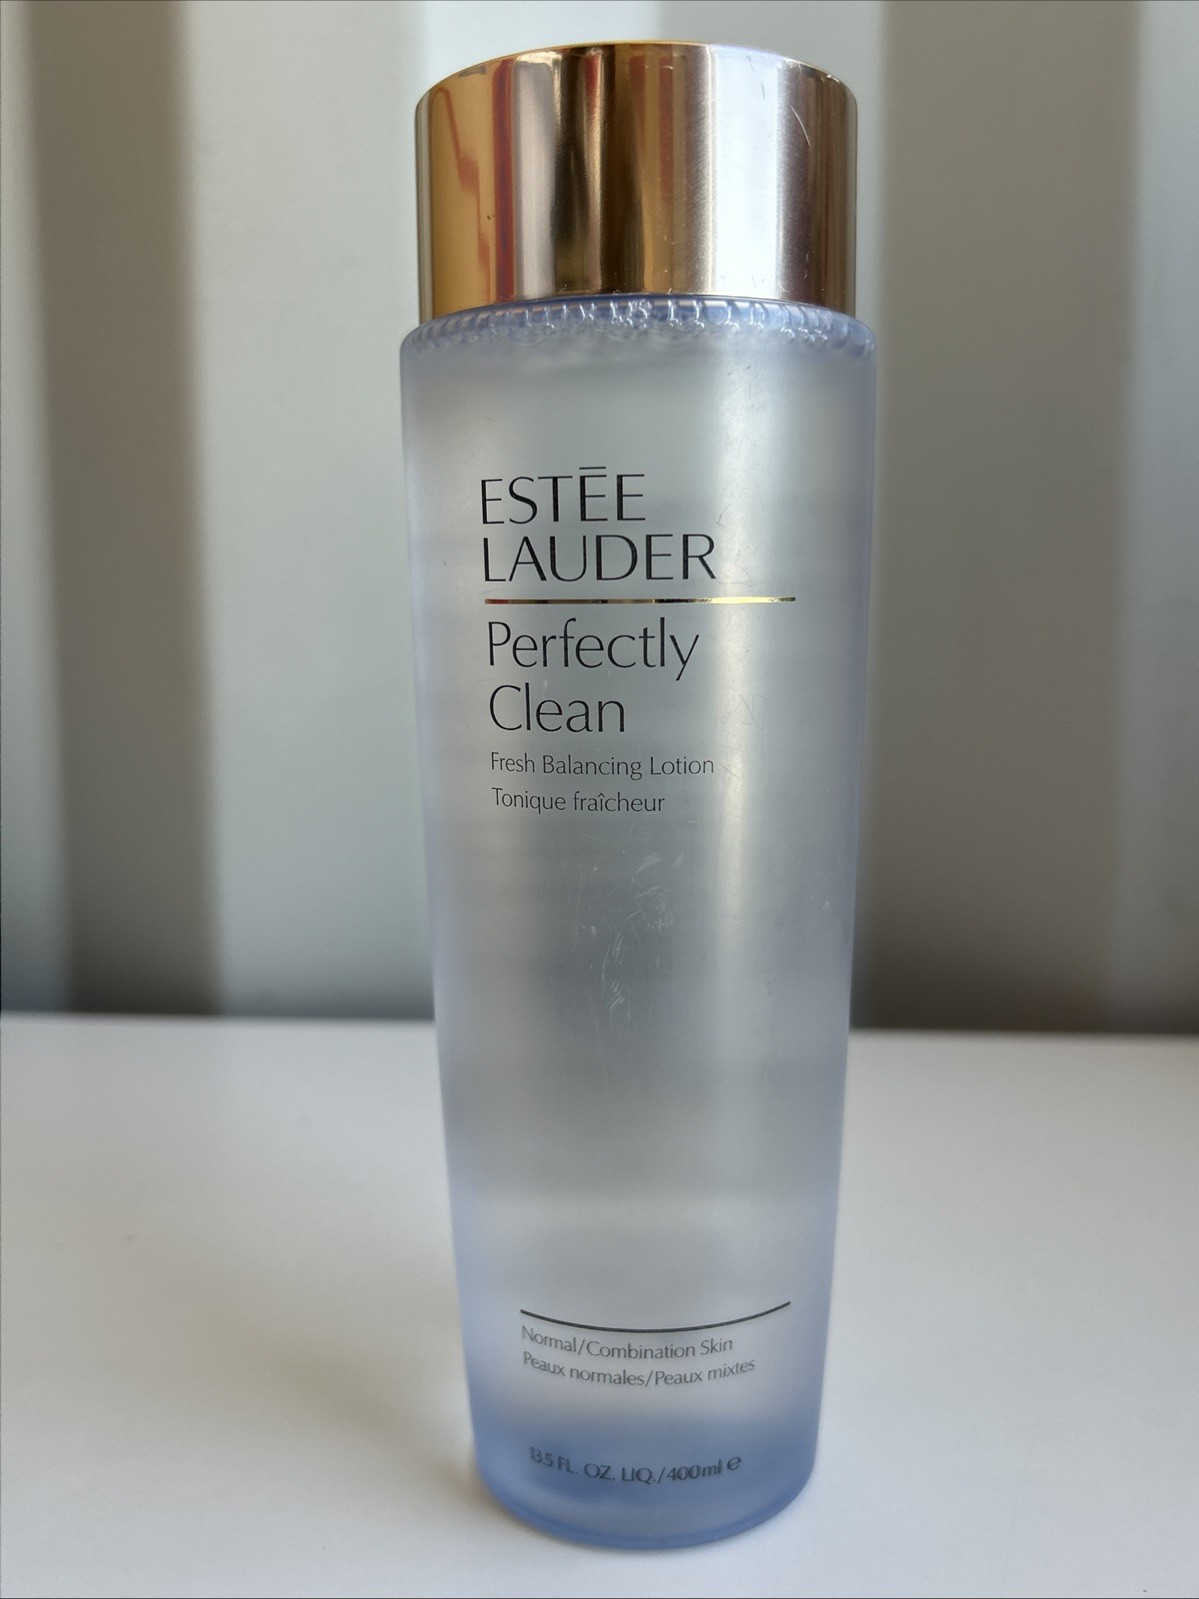 ESTĒE
LAUDER
Perfectly
Clean
Fresh Balancing Lotion
Tonique fraîcheur
Normal/Combination Skin
Peaux normales/Peaux mixtes
13.5 FL. OZ. LIQ./400ml ℮